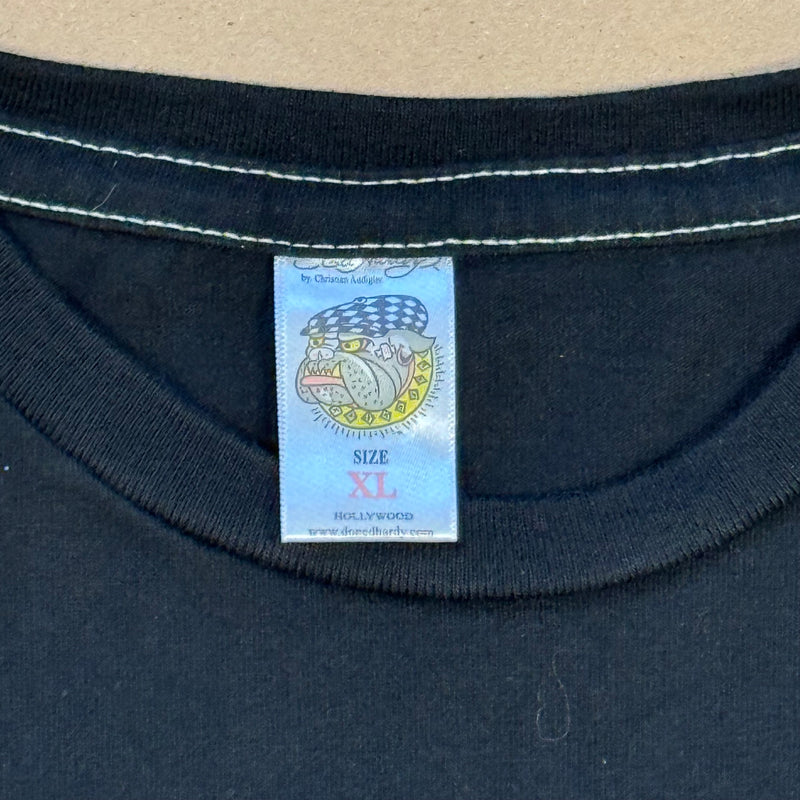 by Christian Audigier
SIZE
XL
HOLLYWOOD
www.donedhardy.com